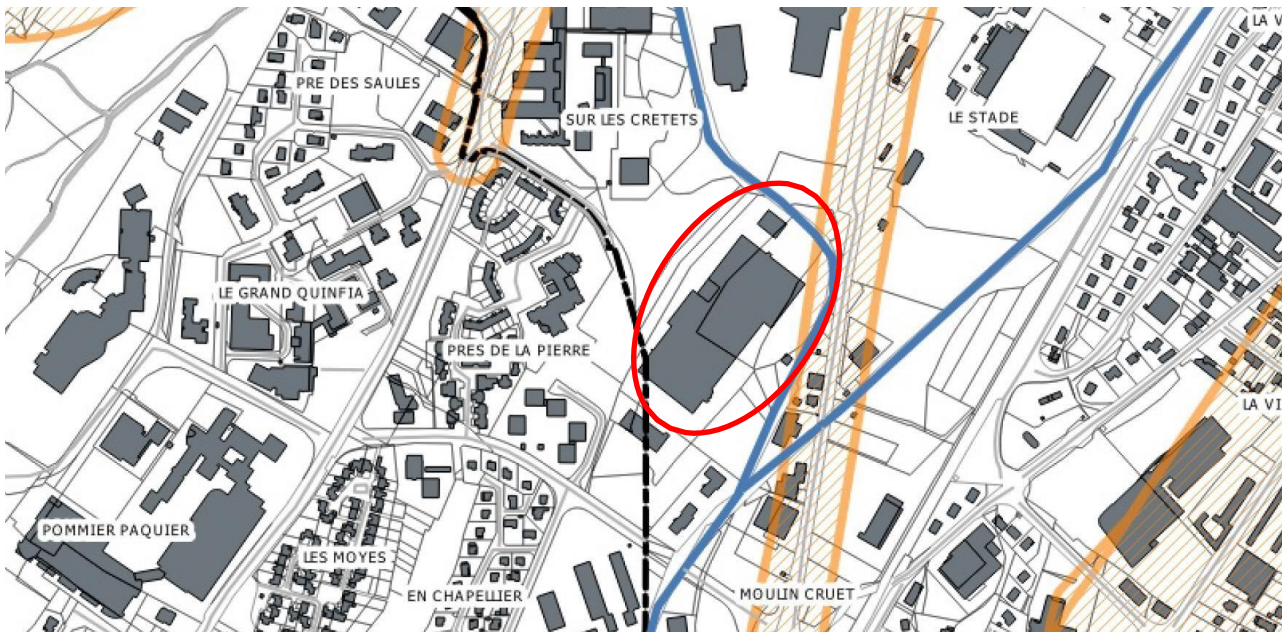 LA V
PRE DES SAULES
SUR LES CRETETS
LE STADE
LE GRAND QUINFIA
PRES DE LA PIERRE
LA VI
POMMIER PAQUIER
LES MOYES
EN CHAPELLIER
MOULIN CRUET